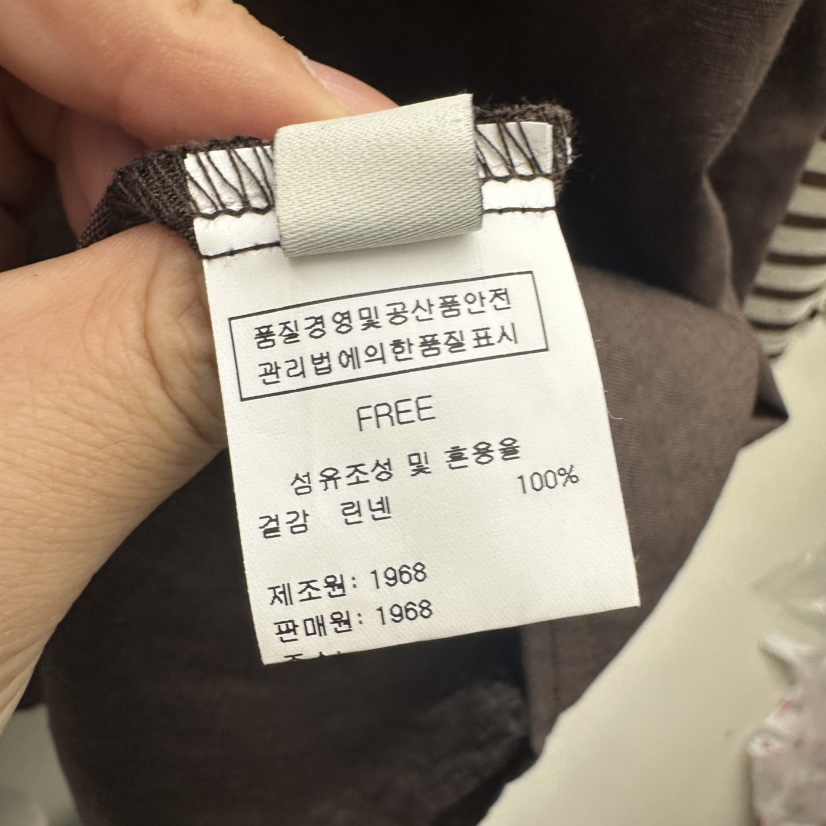 품질경영및공산품안전
관리법에의한품질표시
FREE
섬유조성 및 혼용율
겉감 린넨 100%
제조원: 1968
판매원: 1968